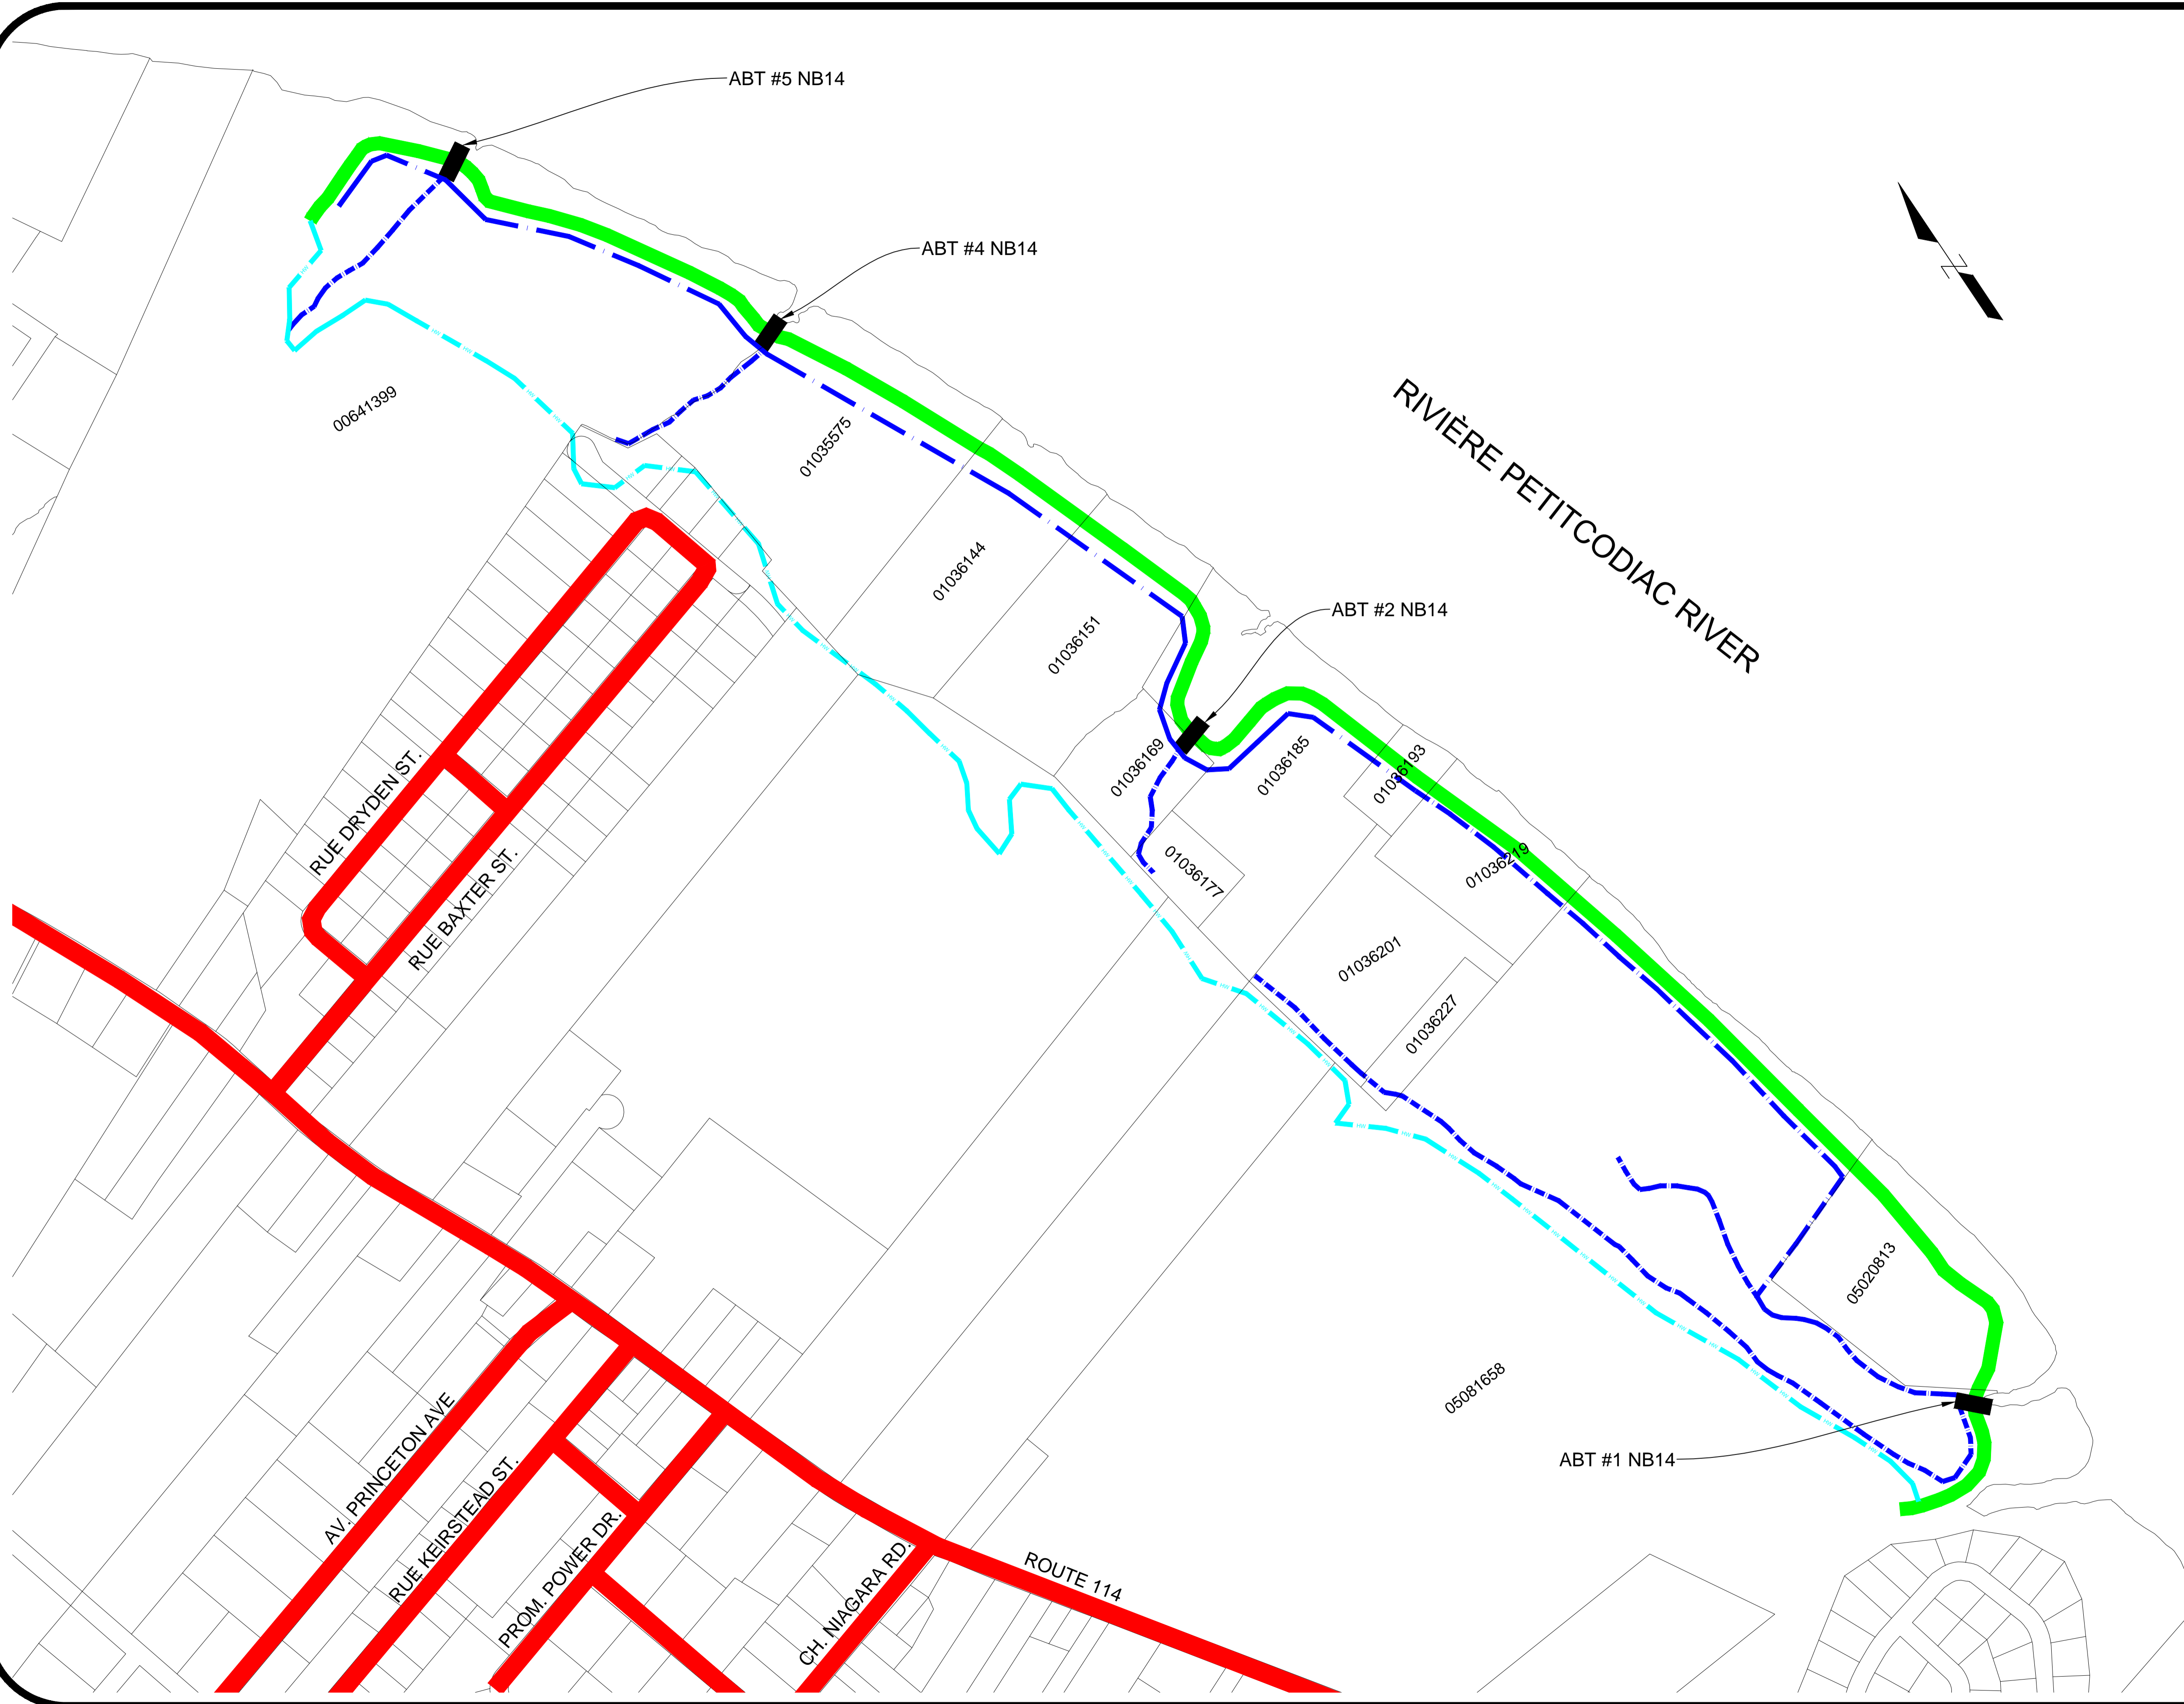 ABT #5 NB14
ABT #4 NB14
N
RIVIÈRE PETITCODIAC RIVER
00641399
01035575
01036144
01036151
ABT #2 NB14
01036169
01036185
01036193
01036177
01036219
01036201
01036227
RUE DRYDEN ST.
RUE BAXTER ST.
05020813
05081658
ABT #1 NB14
AV. PRINCETON AVE
RUE KEIRSTEAD ST.
PROM. POWER DR.
CH. NIAGARA RD.
ROUTE 114